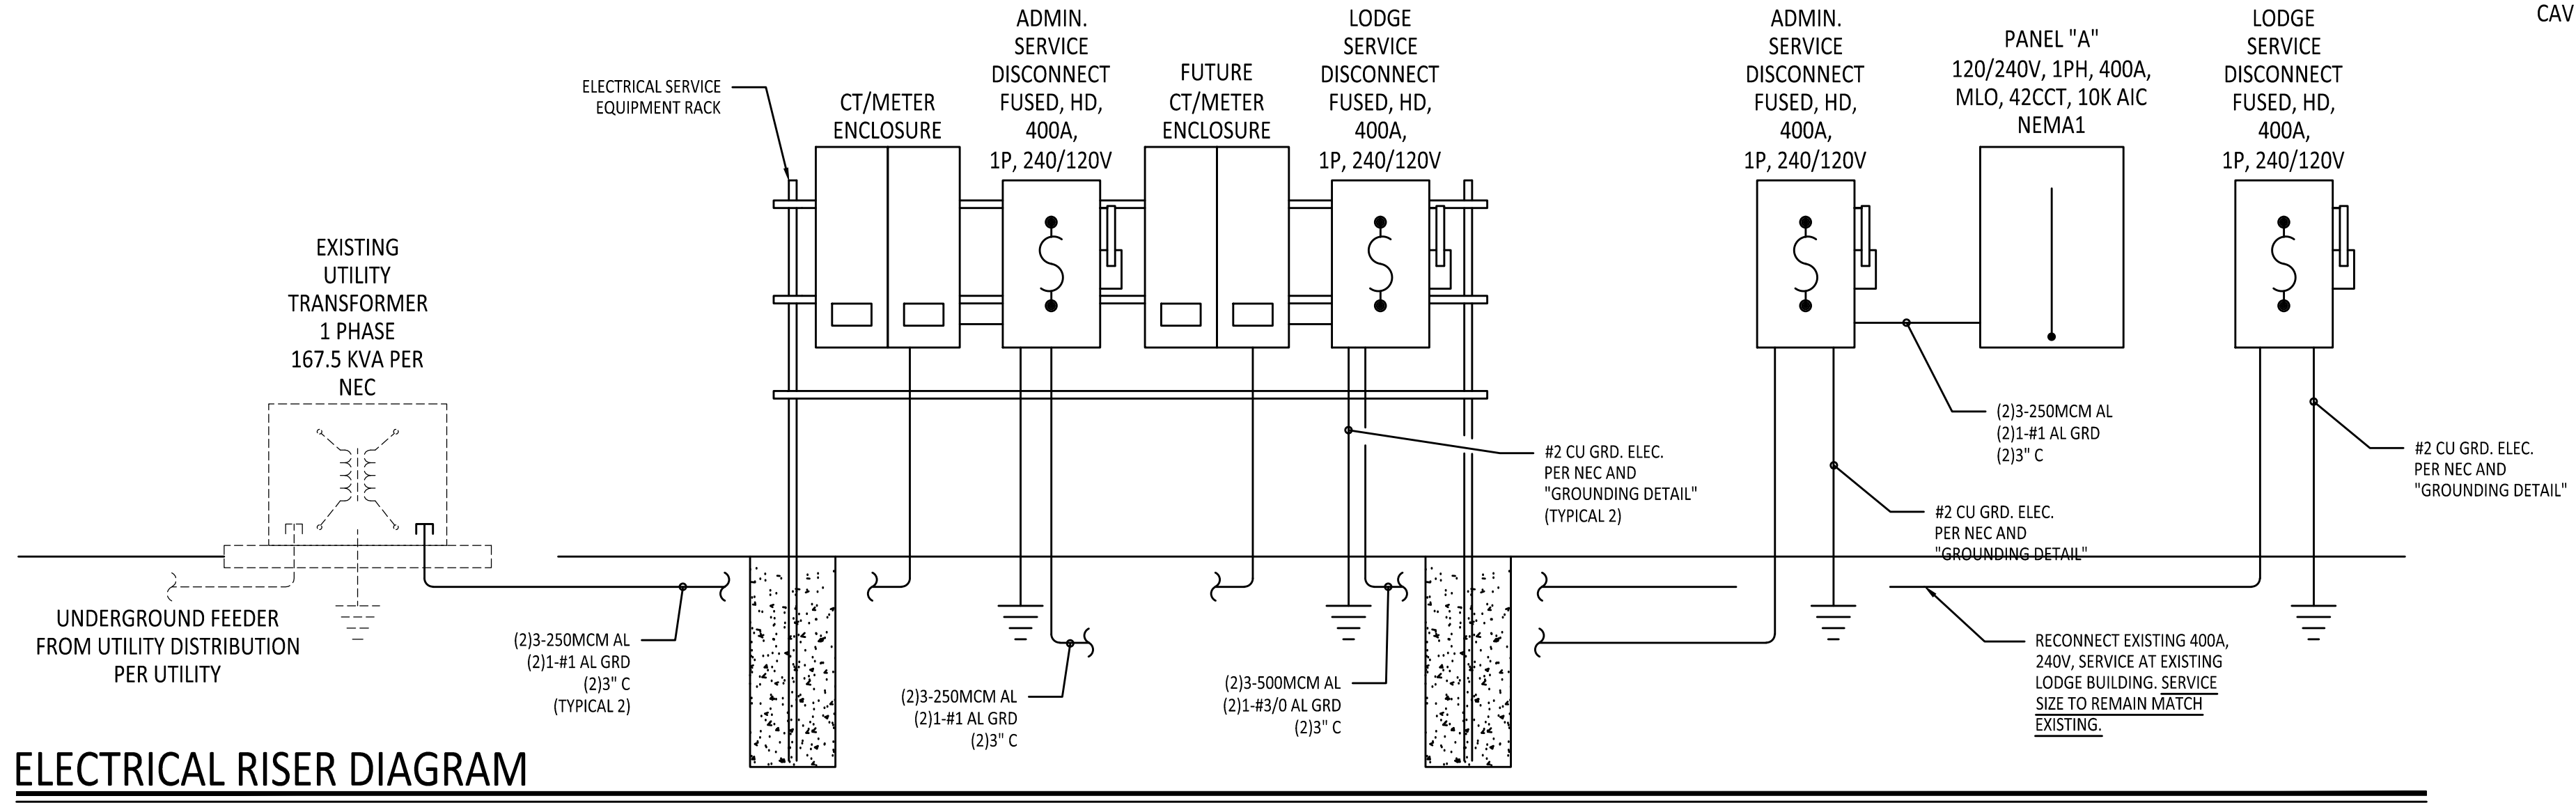 CAV
ELECTRICAL SERVICE
EQUIPMENT RACK
CT/METER
ENCLOSURE
ADMIN.
SERVICE
DISCONNECT
FUSED, HD,
400A,
1P, 240/120V
FUTURE
CT/METER
ENCLOSURE
LODGE
SERVICE
DISCONNECT
FUSED, HD,
400A,
1P, 240/120V
ADMIN.
SERVICE
DISCONNECT
FUSED, HD,
400A,
1P, 240/120V
PANEL "A"
120/240V, 1PH, 400A,
MLO, 42CCT, 10K AIC
NEMA1
LODGE
SERVICE
DISCONNECT
FUSED, HD,
400A,
1P, 240/120V
EXISTING
UTILITY
TRANSFORMER
1 PHASE
167.5 KVA PER
NEC
#2 CU GRD. ELEC.
PER NEC AND
"GROUNDING DETAIL"
(TYPICAL 2)
(2)3-250MCM AL
(2)1-#1 AL GRD
(2)3" C
#2 CU GRD. ELEC.
PER NEC AND
"GROUNDING DETAIL"
#2 CU GRD. ELEC.
PER NEC AND
"GROUNDING DETAIL"
UNDERGROUND FEEDER
FROM UTILITY DISTRIBUTION
PER UTILITY
(2)3-250MCM AL
(2)1-#1 AL GRD
(2)3" C
(TYPICAL 2)
(2)3-250MCM AL
(2)1-#1 AL GRD
(2)3" C
(2)3-500MCM AL
(2)1-#3/0 AL GRD
(2)3" C
RECONNECT EXISTING 400A,
240V, SERVICE AT EXISTING
LODGE BUILDING. SERVICE
SIZE TO REMAIN MATCH
EXISTING.
ELECTRICAL RISER DIAGRAM